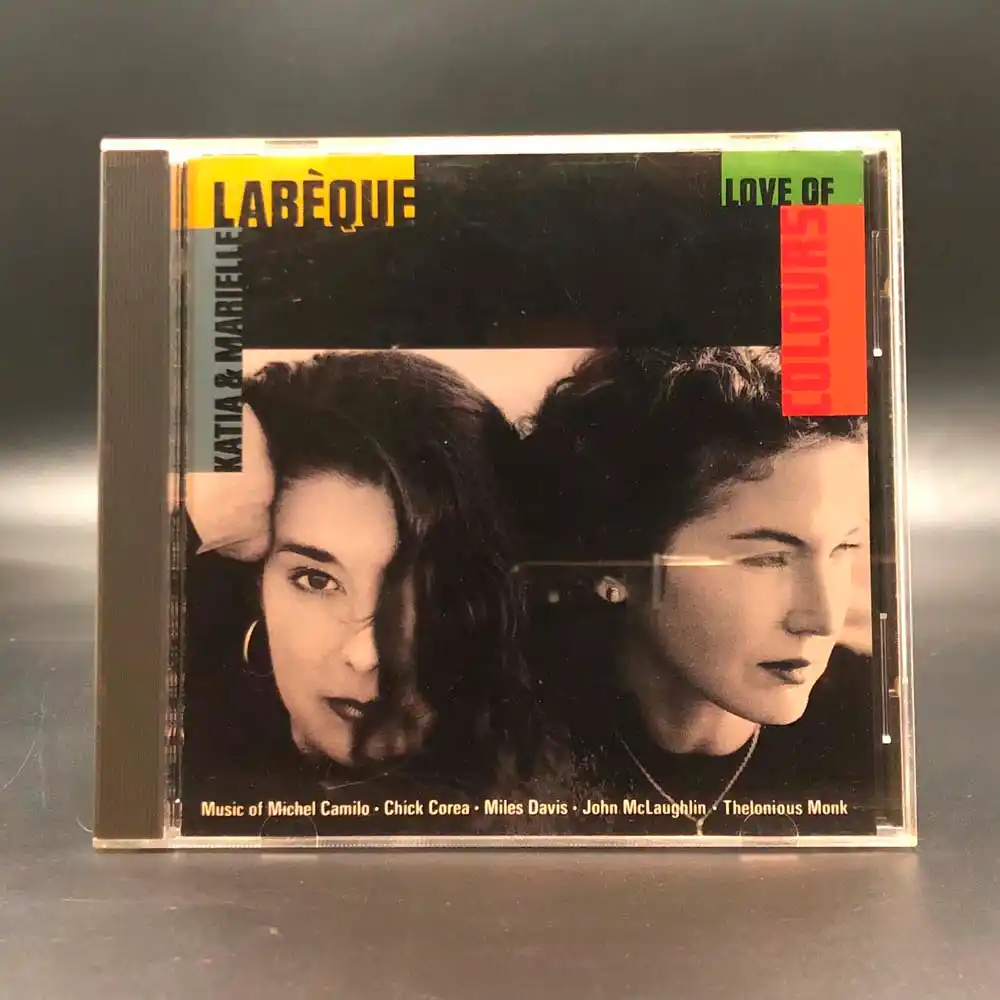 LABÈQUE
KATIA & MARIELLE
LOVE OF
COLOURS
Music of Michel Camilo · Chick Corea · Miles Davis · John McLaughlin · Thelonious Monk